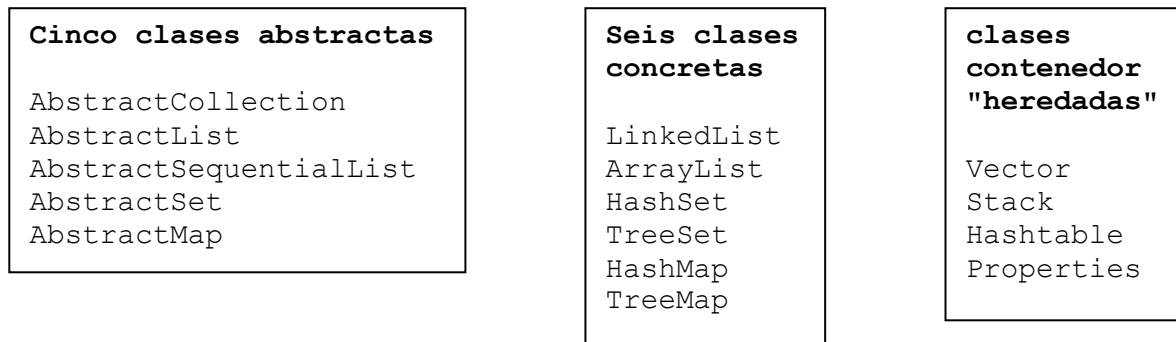 Cinco clases abstractas
AbstractCollection
AbstractList
AbstractSequentialList
AbstractSet
AbstractMap
Seis clases
concretas
LinkedList
ArrayList
HashSet
TreeSet
HashMap
TreeMap
clases
contenedor
"heredadas"
Vector
Stack
Hashtable
Properties